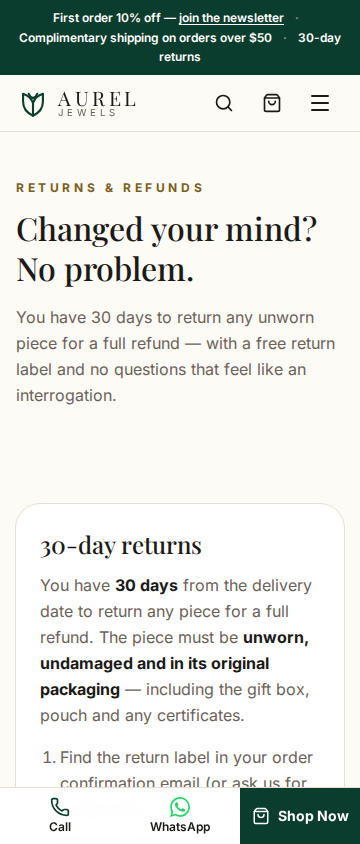 First order 10% off — join the newsletter ·
Complimentary shipping on orders over $50 · 30-day
returns
AUREL
JEWELS
RETURNS & REFUNDS
Changed your mind?
No problem.
You have 30 days to return any unworn
piece for a full refund — with a free return
label and no questions that feel like an
interrogation.
30-day returns
You have 30 days from the delivery
date to return any piece for a full
refund. The piece must be unworn,
undamaged and in its original
packaging — including the gift box,
pouch and any certificates.
1. Find the return label in your order
confirmation email (or ask us for
Call
WhatsApp
Shop Now